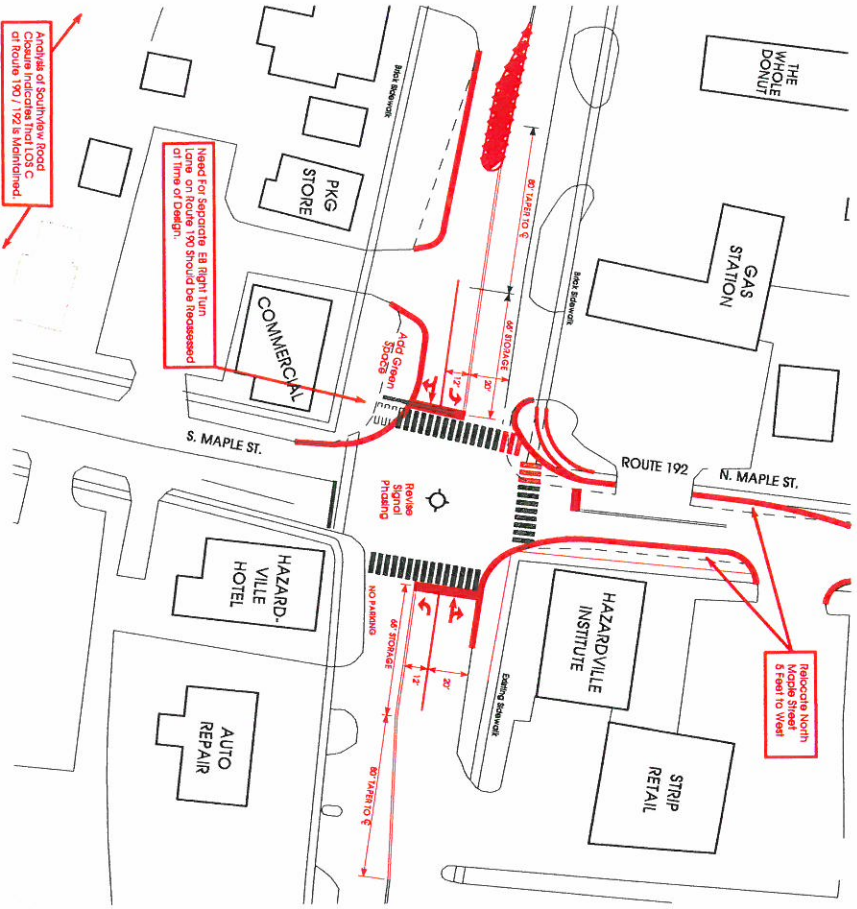 THE
WHOLE
DONUT
GAS
STATION
Brick Sidewalk
Brick Sidewalk
80' TAPER TO ℄
66' STORAGE
PKG
STORE
Analysis of Southview Road
Closure Indicates That LOS C
at Route 190 / 192 is Maintained.
Need For Separate EB Right Turn
Lane on Route 190 Should be Reassessed
at Time of Design.
COMMERCIAL
Add Green
Space
12'
20'
S. MAPLE ST.
ROUTE 192
N. MAPLE ST.
Revise
Signal
Phasing
HAZARD-
VILLE
HOTEL
NO PARKING
66' STORAGE
12'
20'
80' TAPER TO ℄
Existing Sidewalk
HAZARDVILLE
INSTITUTE
Relocate North
Maple Street
5 Feet to West
STRIP
RETAIL
AUTO
REPAIR